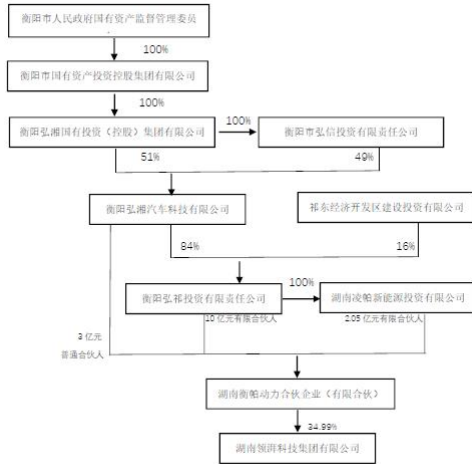 衡阳市人民政府国有资产监督管理委员
100%
衡阳市国有资产投资控股集团有限公司
100%
衡阳弘湘国有投资（控股）集团有限公司
100%
衡阳市弘信投资有限责任公司
51%
49%
衡阳弘湘汽车科技有限公司
祁东经济开发区建设投资有限公司
84%
16%
衡阳弘祁投资有限责任公司
100%
湖南凌帕新能源投资有限公司
3 亿元
普通合伙人
10 亿元有限合伙人
2.05 亿元有限合伙人
湖南衡帕动力合伙企业（有限合伙）
34.99%
湖南领湃科技集团有限公司